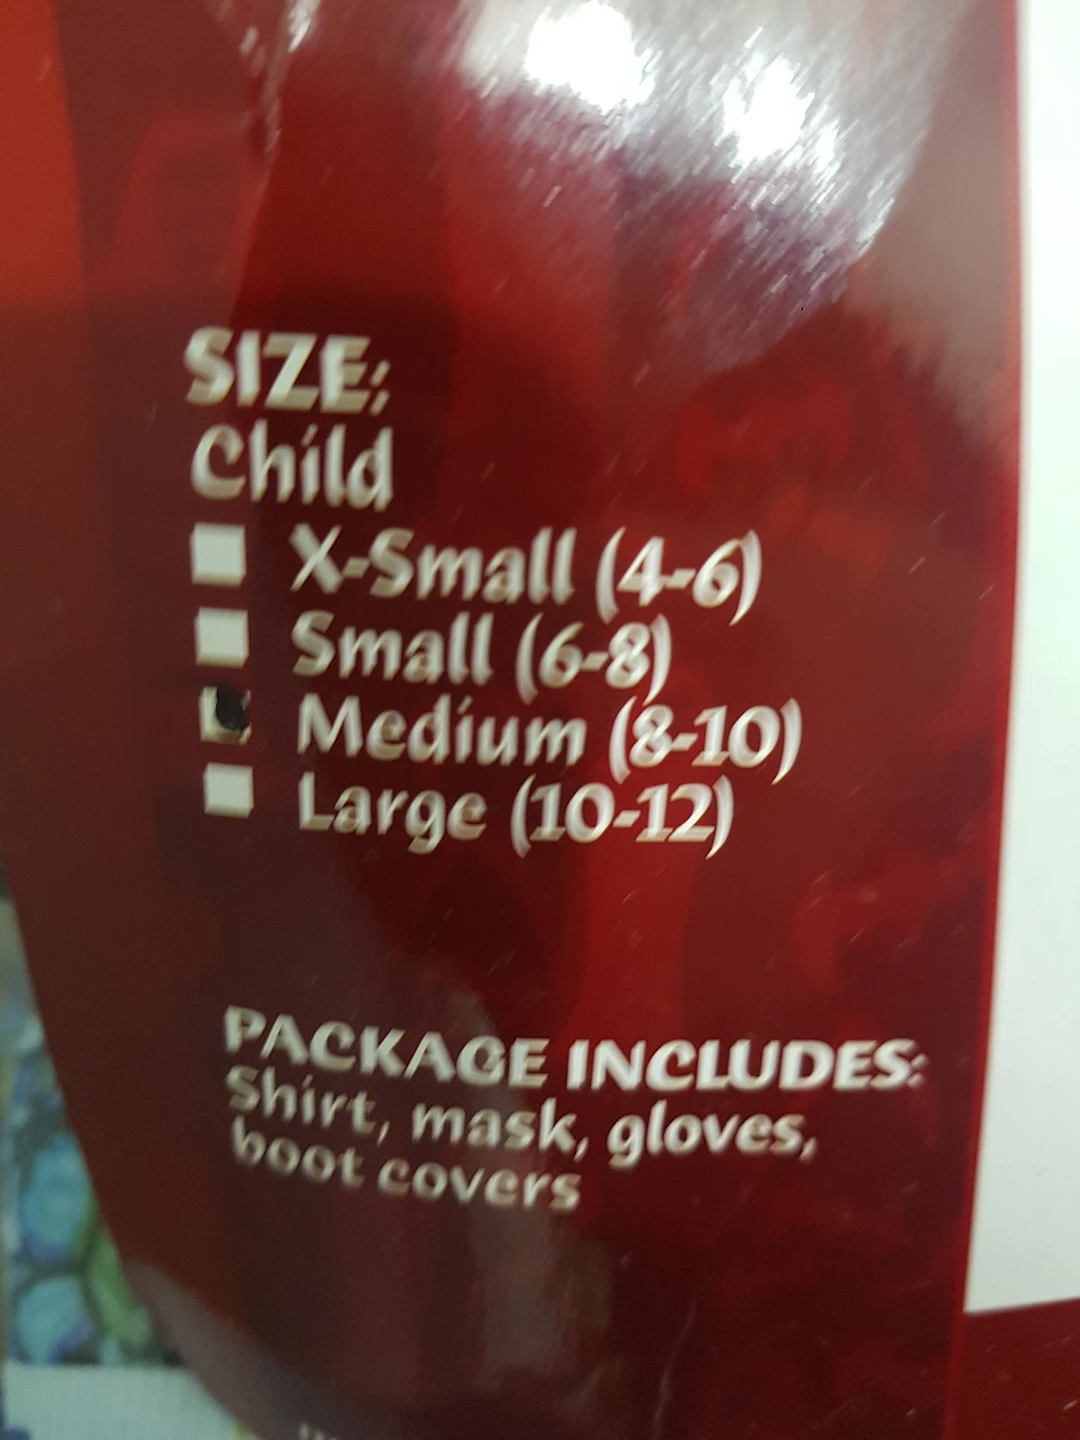 SIZE:
Child
X-Small (4-6)
Small (6-8)
Medium (8-10)
Large (10-12)
PACKAGE INCLUDES:
Shirt, mask, gloves,
boot covers